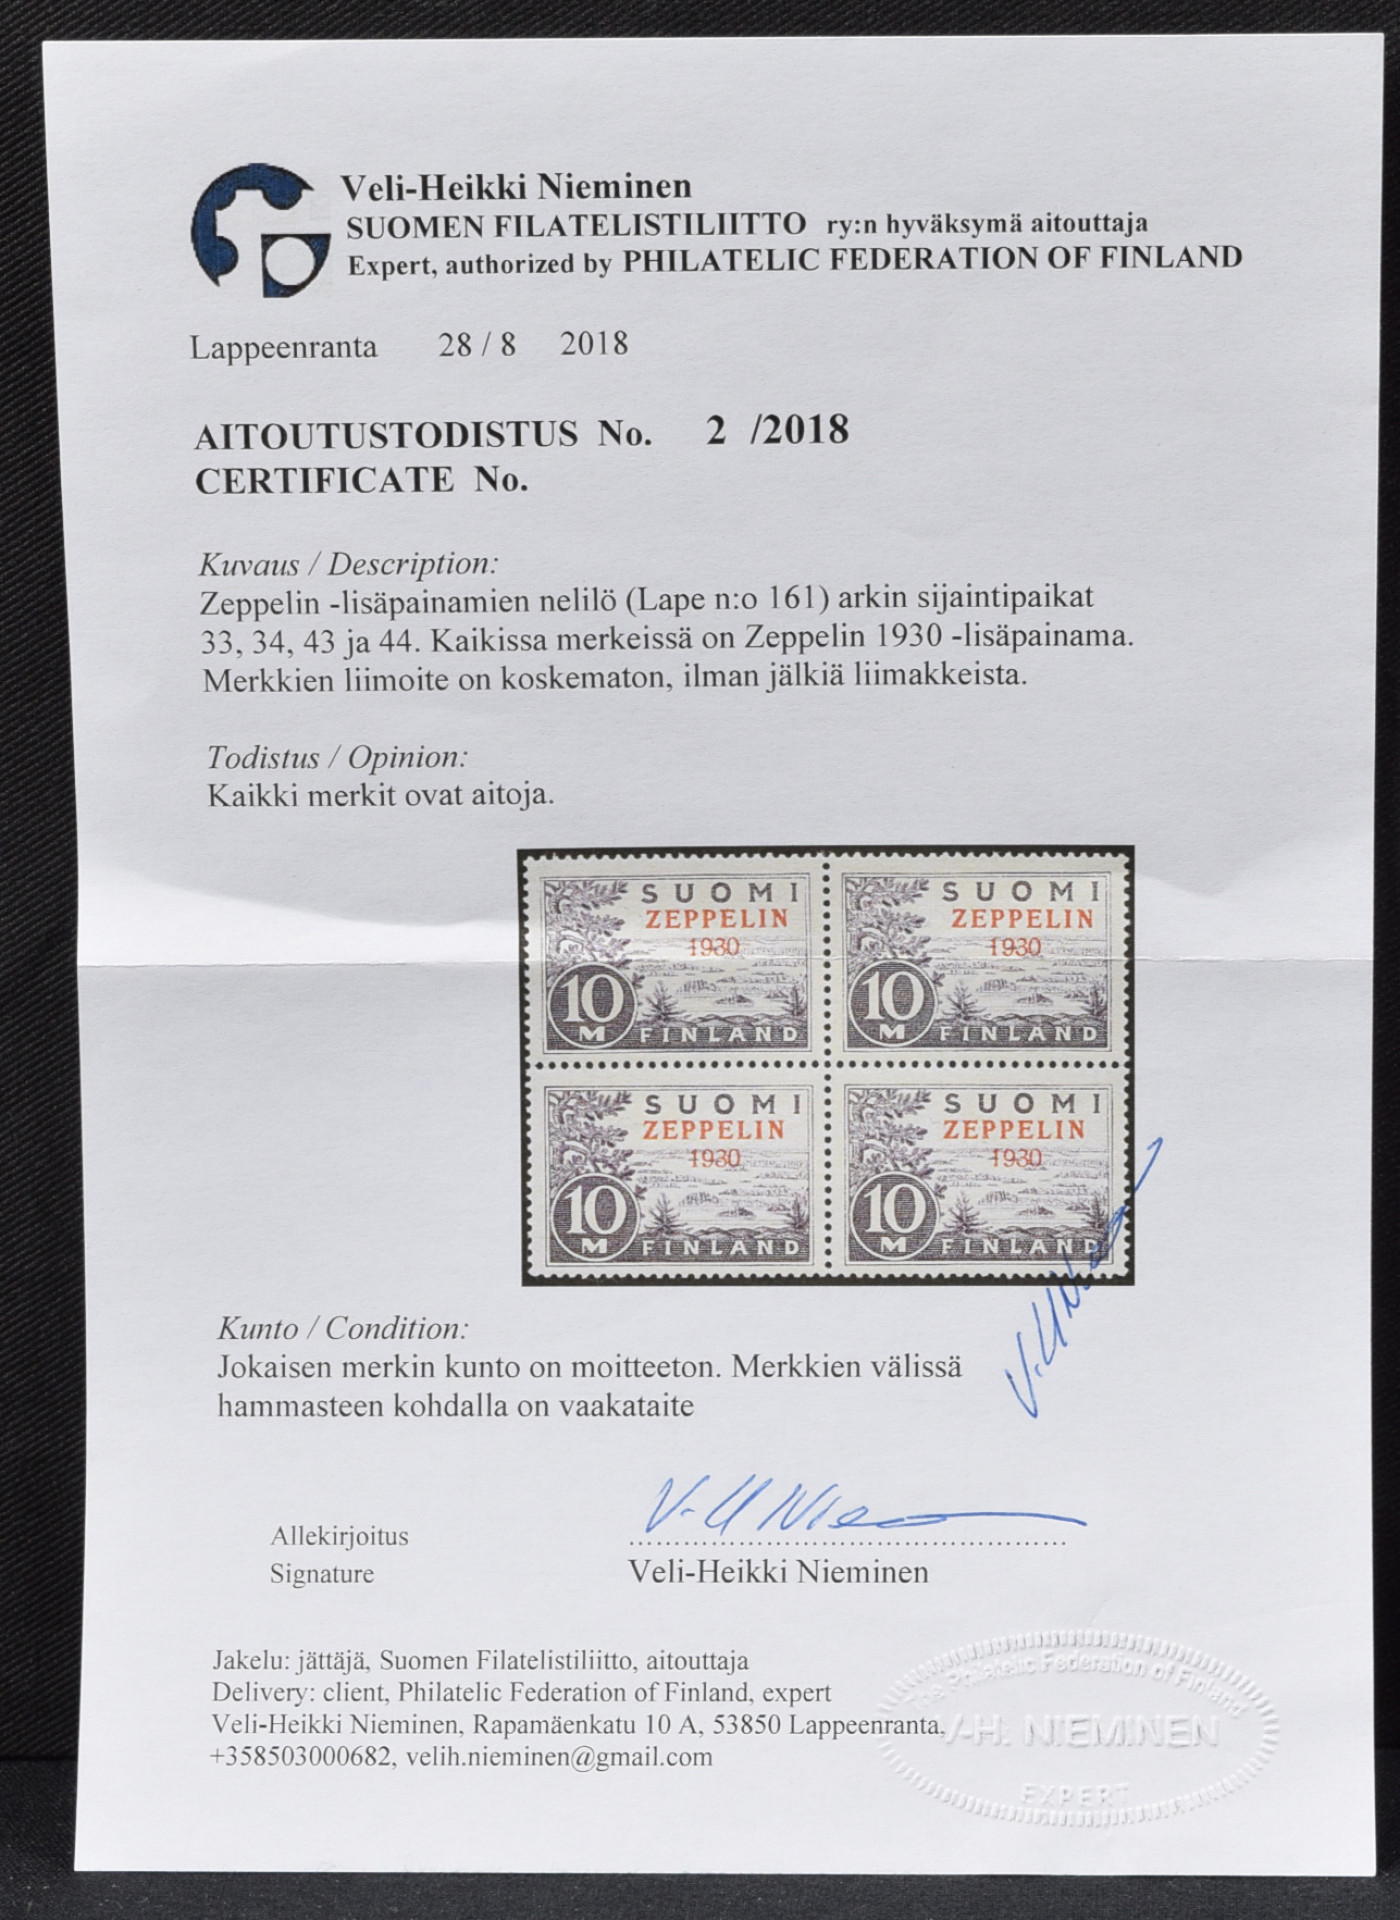 Veli-Heikki Nieminen
SUOMEN FILATELISTILIITTO ry:n hyväksymä aitouttaja
Expert, authorized by PHILATELIC FEDERATION OF FINLAND
Lappeenranta 28 / 8 2018
AITOUTUSTODISTUS No. 2 /2018
CERTIFICATE No.
Kuvaus / Description:
Zeppelin -lisäpainamien nelilö (Lape n:o 161) arkin sijaintipaikat
33, 34, 43 ja 44. Kaikissa merkeissä on Zeppelin 1930 -lisäpainama.
Merkkien liimoite on koskematon, ilman jälkiä liimakkeista.
Todistus / Opinion:
Kaikki merkit ovat aitoja.
SUOMI
ZEPPELIN
1930
10
M
FINLAND
SUOMI
ZEPPELIN
1930
10
M
FINLAND
SUOMI
ZEPPELIN
1930
10
M
FINLAND
SUOMI
ZEPPELIN
1930
10
M
FINLAND
Kunto / Condition:
Jokaisen merkin kunto on moitteeton. Merkkien välissä
hammasteen kohdalla on vaakataite
Allekirjoitus
Signature
Veli-Heikki Nieminen
Jakelu: jättäjä, Suomen Filatelistiliitto, aitouttaja
Delivery: client, Philatelic Federation of Finland, expert
Veli-Heikki Nieminen, Rapamäenkatu 10 A, 53850 Lappeenranta,
+358503000682, velih.nieminen@gmail.com
The Philatelic Federation of Finland
V-H. NIEMINEN
EXPERT